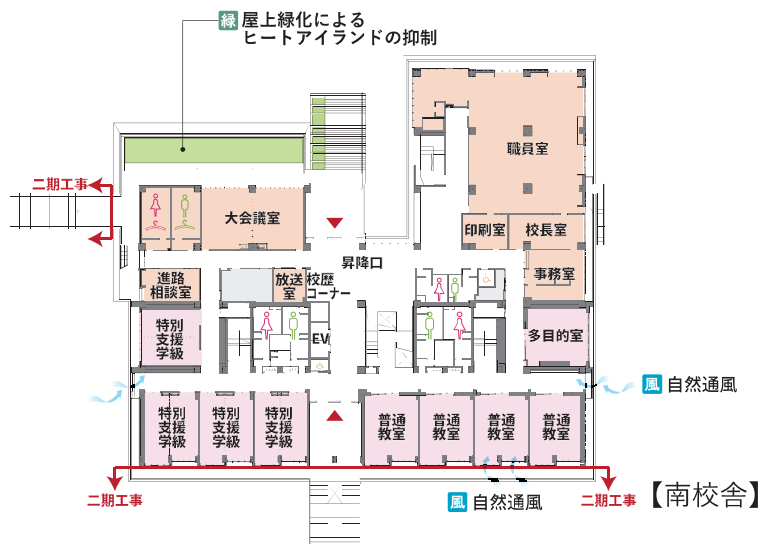 緑 屋上緑化による
ヒートアイランドの抑制
職員室
二期工事
大会議室
印刷室
校長室
昇降口
事務室
進路
相談室
放送
室
校歴
コーナー
特別
支援
学級
EV
多目的室
風 自然通風
特別
支援
学級
特別
支援
学級
特別
支援
学級
普通
教室
普通
教室
普通
教室
普通
教室
二期工事
風 自然通風
二期工事
【南校舎】